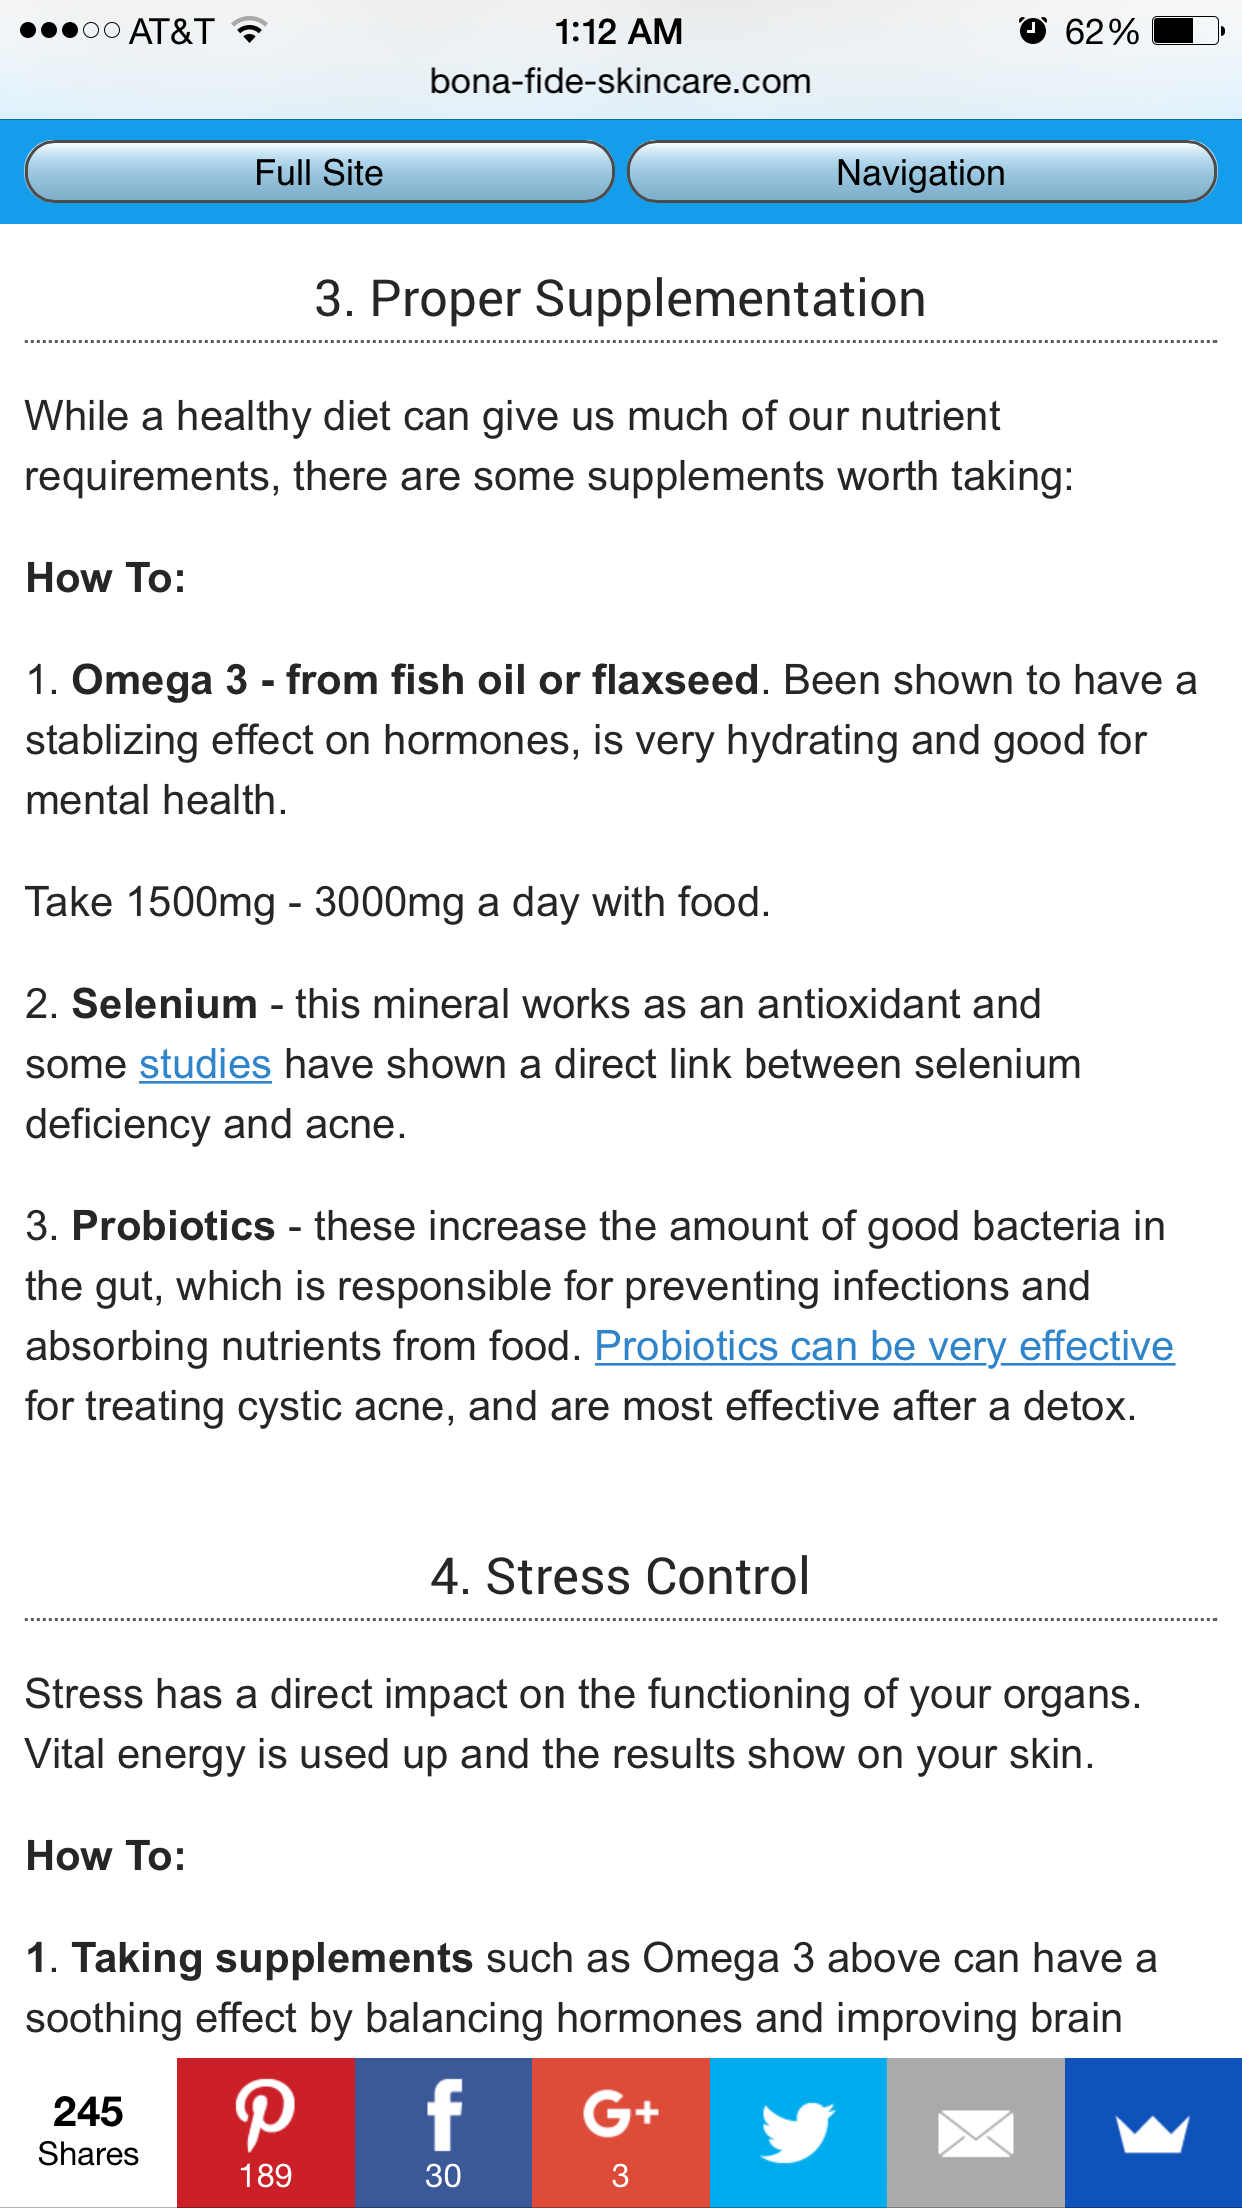 AT&T 1:12 AM 62%
bona-fide-skincare.com
Full Site Navigation
3. Proper Supplementation
While a healthy diet can give us much of our nutrient
requirements, there are some supplements worth taking:
How To:
1. Omega 3 - from fish oil or flaxseed. Been shown to have a
stablizing effect on hormones, is very hydrating and good for
mental health.
Take 1500mg - 3000mg a day with food.
2. Selenium - this mineral works as an antioxidant and
some studies have shown a direct link between selenium
deficiency and acne.
3. Probiotics - these increase the amount of good bacteria in
the gut, which is responsible for preventing infections and
absorbing nutrients from food. Probiotics can be very effective
for treating cystic acne, and are most effective after a detox.
4. Stress Control
Stress has a direct impact on the functioning of your organs.
Vital energy is used up and the results show on your skin.
How To:
1. Taking supplements such as Omega 3 above can have a
soothing effect by balancing hormones and improving brain
245
Shares
189 30 G+ 3